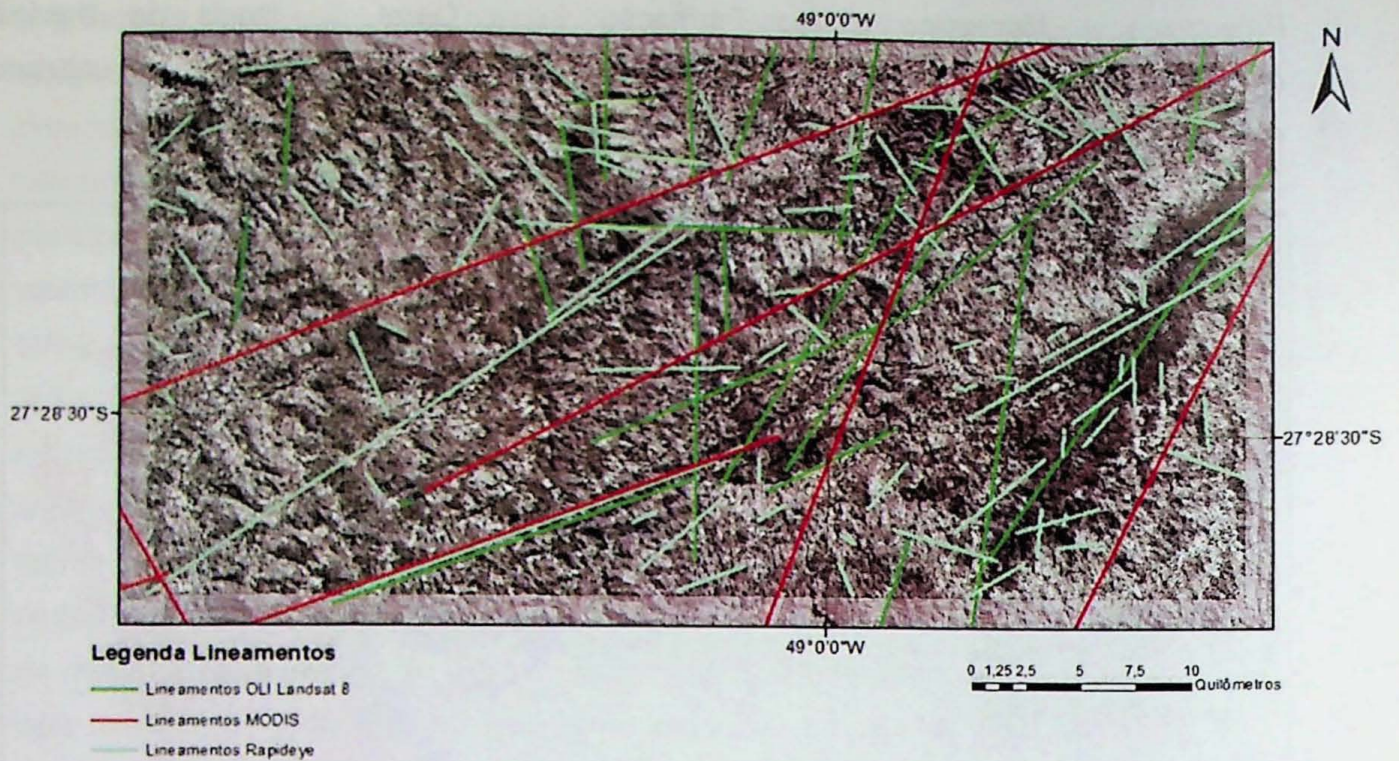 49°0'0"W
N
27°28'30"S
27°28'30"S
49°0'0"W
Legenda Lineamentos
Lineamentos OLI Landsat 8
Lineamentos MODIS
Lineamentos Rapideye
0 1,25 2,5 5 7,5 10
Quilômetros